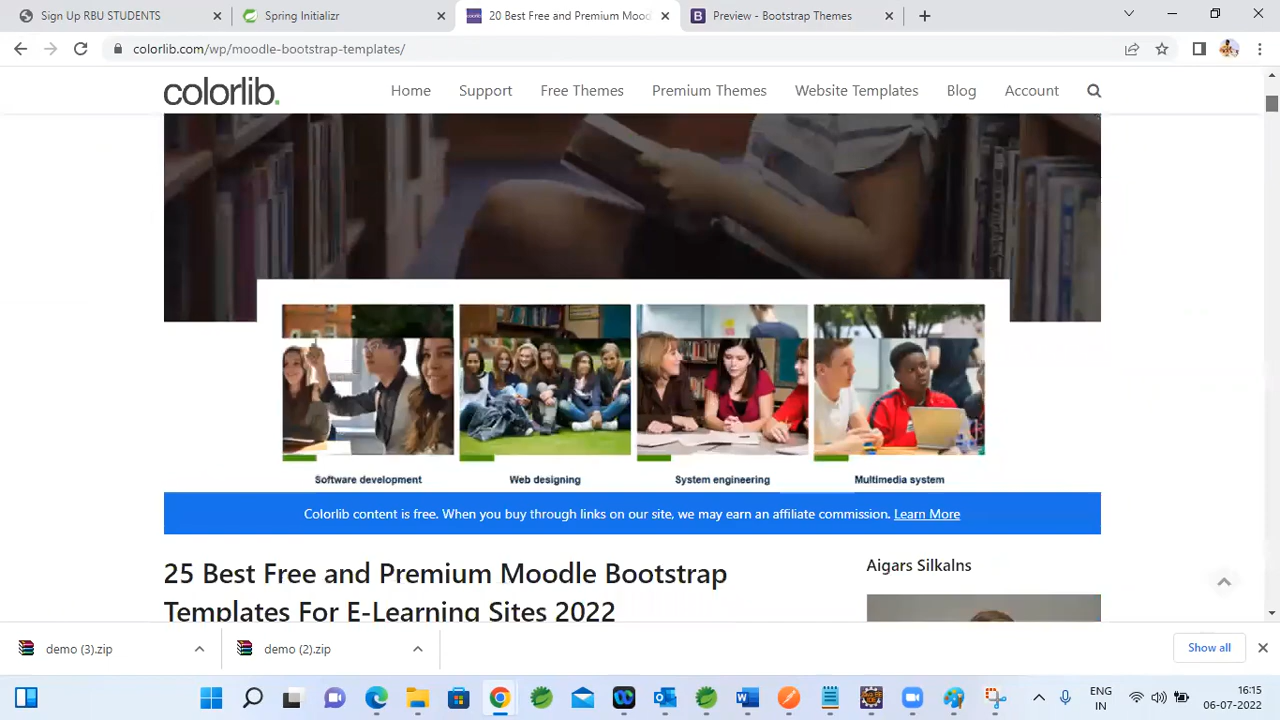 Sign Up RBU STUDENTS
Spring Initializr
20 Best Free and Premium Mood
Preview - Bootstrap Themes
colorlib.com/wp/moodle-bootstrap-templates/
colorlib.
Home
Support
Free Themes
Premium Themes
Website Templates
Blog
Account
Software development
Web designing
System engineering
Multimedia system
Colorlib content is free. When you buy through links on our site, we may earn an affiliate commission. Learn More
25 Best Free and Premium Moodle Bootstrap
Templates For E-Learning Sites 2022
Aigars Silkalns
demo (3).zip
demo (2).zip
Show all
ENG
IN
16:15
06-07-2022